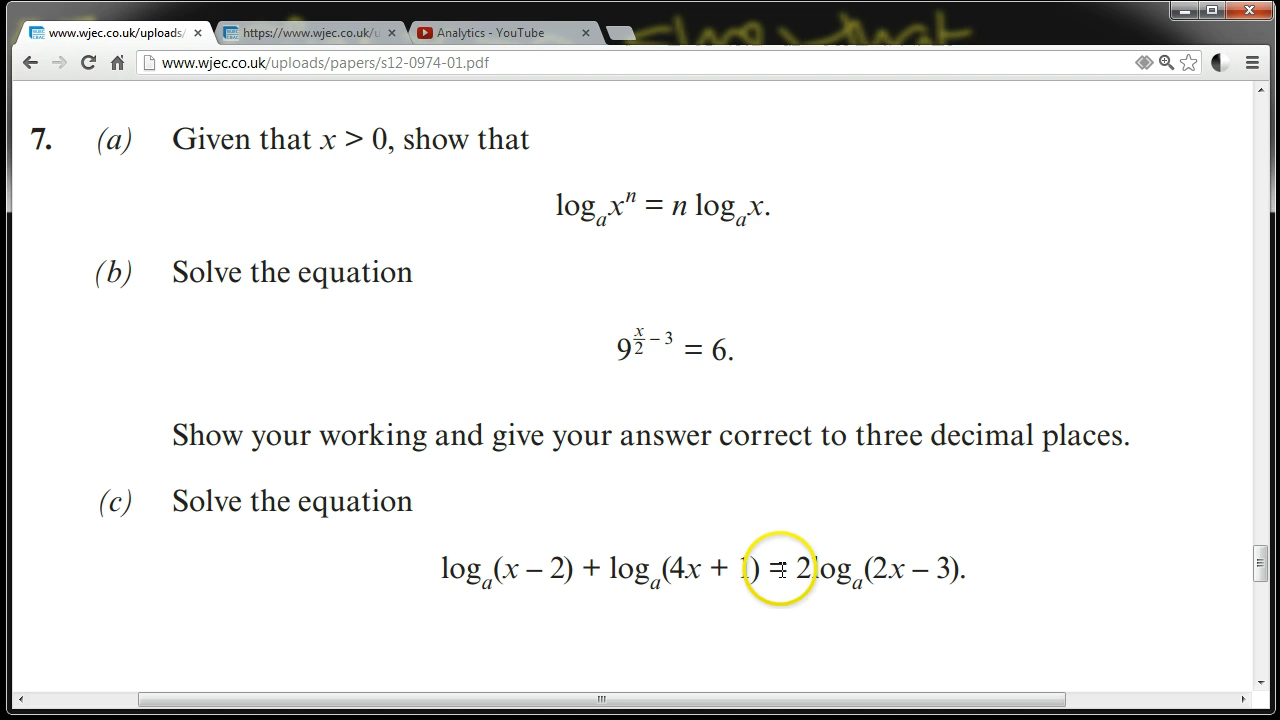 www.wjec.co.uk/uploads/
https://www.wjec.co.uk/u
Analytics - YouTube
www.wjec.co.uk/uploads/papers/s12-0974-01.pdf
7. (a) Given that x > 0, show that
logₐxⁿ = n logₐx.
(b) Solve the equation
9^(x/2 – 3) = 6.
Show your working and give your answer correct to three decimal places.
(c) Solve the equation
logₐ(x – 2) + logₐ(4x + 1) = 2logₐ(2x – 3).